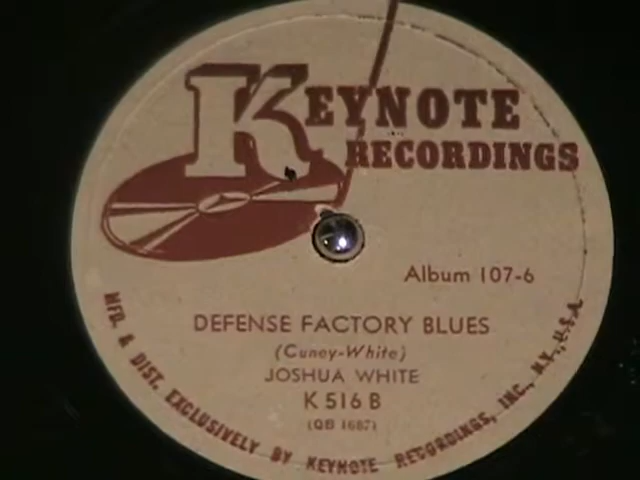 KEYNOTE
RECORDINGS
Album 107-6
DEFENSE FACTORY BLUES
(Cuney-White)
JOSHUA WHITE
K 516 B
(QB 1687)
MFD. & DIST. EXCLUSIVELY BY KEYNOTE RECORDINGS, INC., N.Y., U.S.A.